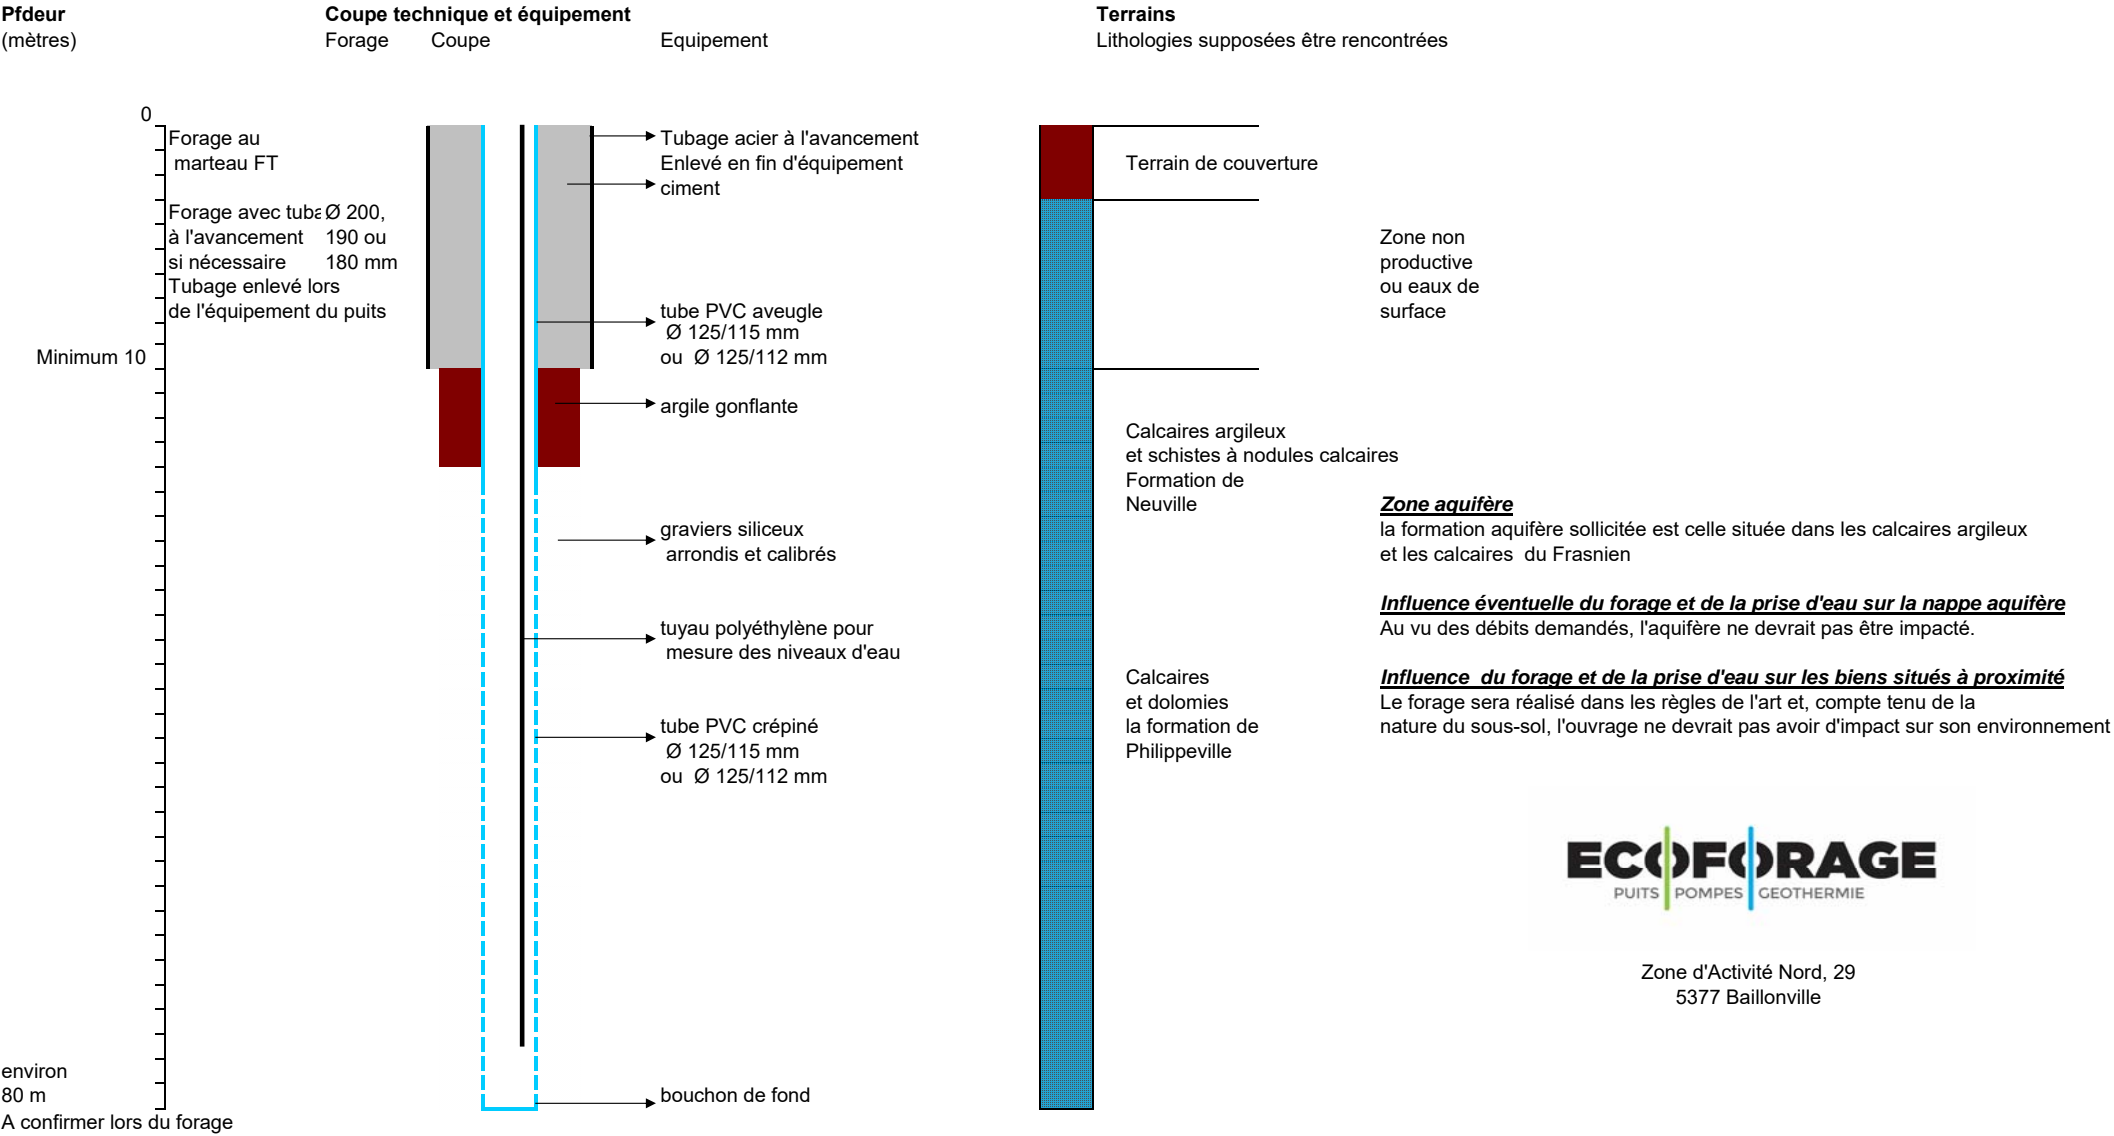 Pfdeur
(mètres)
Coupe technique et équipement
Forage Coupe Equipement
Terrains
Lithologies supposées être rencontrées
0
Forage au
marteau FT
Forage avec tuba Ø 200,
à l'avancement 190 ou
si nécessaire 180 mm
Tubage enlevé lors
de l'équipement du puits
Minimum 10
environ
80 m
A confirmer lors du forage
Tubage acier à l'avancement
Enlevé en fin d'équipement
ciment
tube PVC aveugle
Ø 125/115 mm
ou Ø 125/112 mm
argile gonflante
graviers siliceux
arrondis et calibrés
tuyau polyéthylène pour
mesure des niveaux d'eau
tube PVC crépiné
Ø 125/115 mm
ou Ø 125/112 mm
bouchon de fond
Terrain de couverture
Calcaires argileux
et schistes à nodules calcaires
Formation de
Neuville
Calcaires
et dolomies
la formation de
Philippeville
Zone non
productive
ou eaux de
surface
Zone aquifère
la formation aquifère sollicitée est celle située dans les calcaires argileux
et les calcaires du Frasnien
Influence éventuelle du forage et de la prise d'eau sur la nappe aquifère
Au vu des débits demandés, l'aquifère ne devrait pas être impacté.
Influence du forage et de la prise d'eau sur les biens situés à proximité
Le forage sera réalisé dans les règles de l'art et, compte tenu de la
nature du sous-sol, l'ouvrage ne devrait pas avoir d'impact sur son environnement
ECOFORAGE
PUITS POMPES GEOTHERMIE
Zone d'Activité Nord, 29
5377 Baillonville